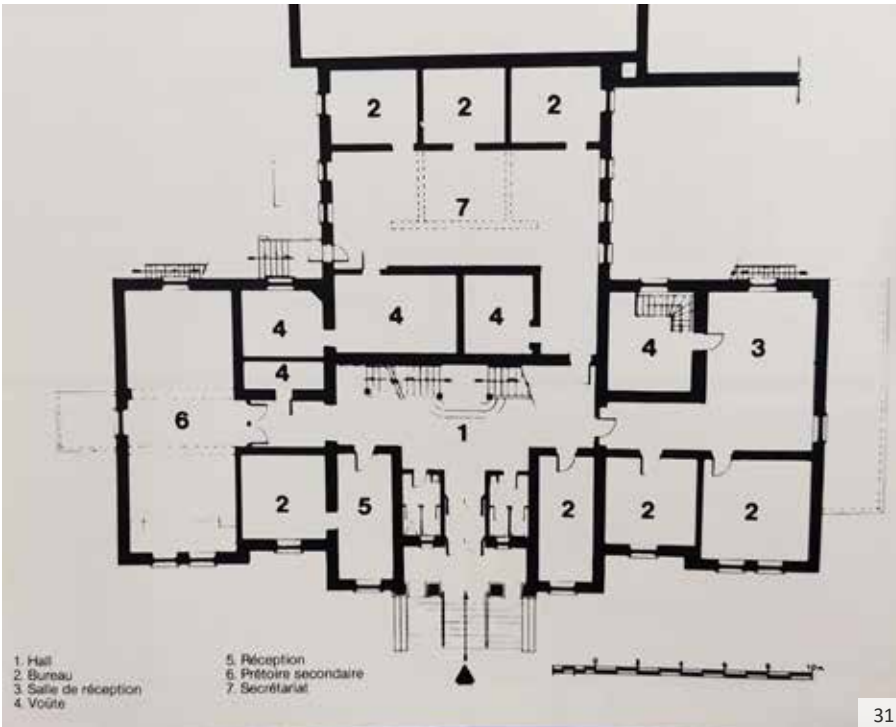 2 2 2
7
4 4 4 3
4
6 1
2 5 2 2 2
1. Hall
2. Bureau
3. Salle de réception
4. Voûte
5. Réception
6. Prétoire secondaire
7. Secrétariat
31